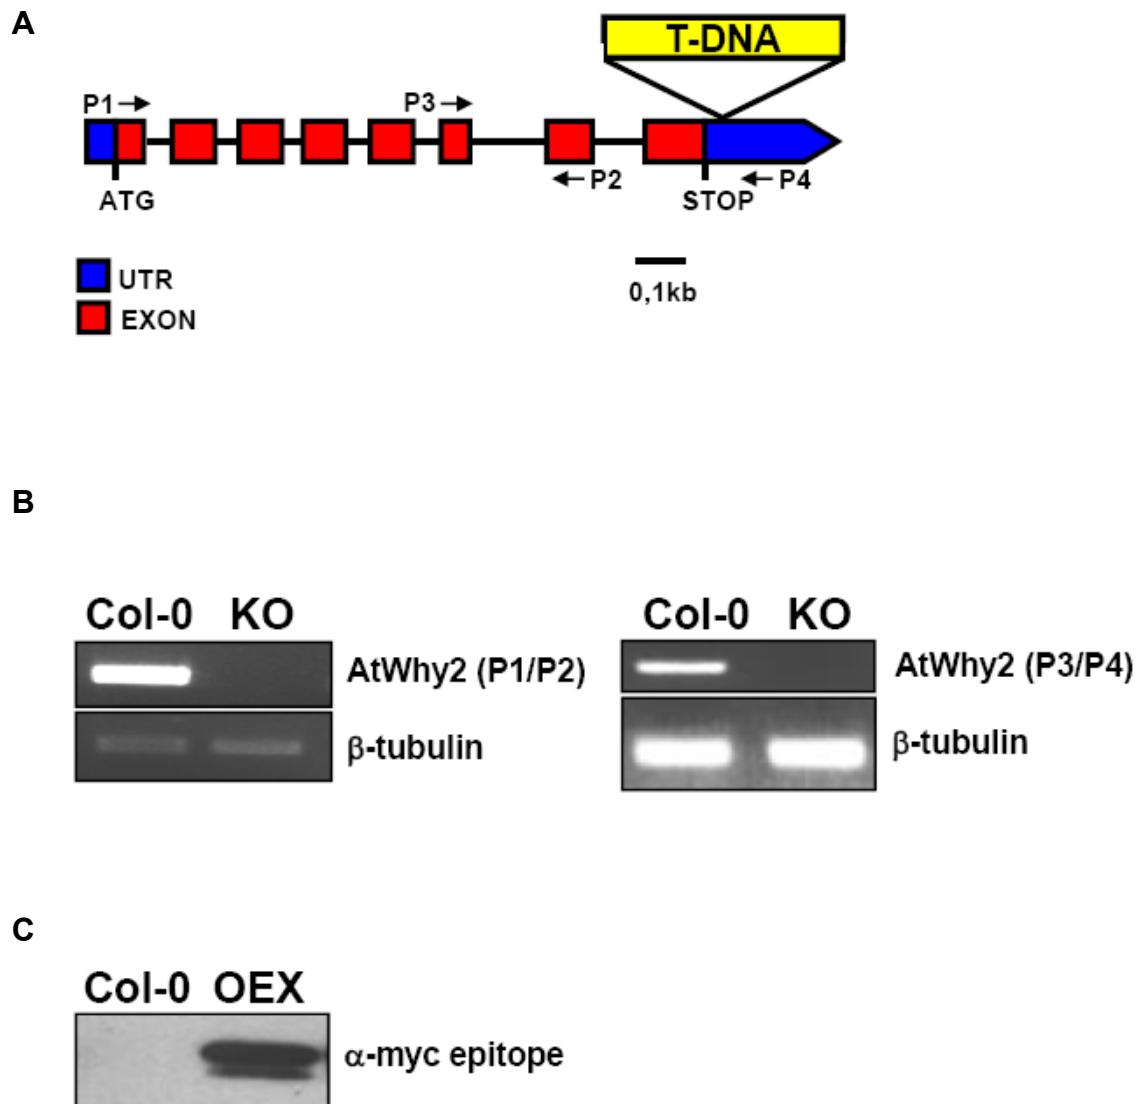 A
T-DNA
P1 P3
P2 P4
ATG STOP
UTR
EXON
0,1kb
B
Col-0 KO
AtWhy2 (P1/P2)
β-tubulin
Col-0 KO
AtWhy2 (P3/P4)
β-tubulin
C
Col-0 OEX
α-myc epitope